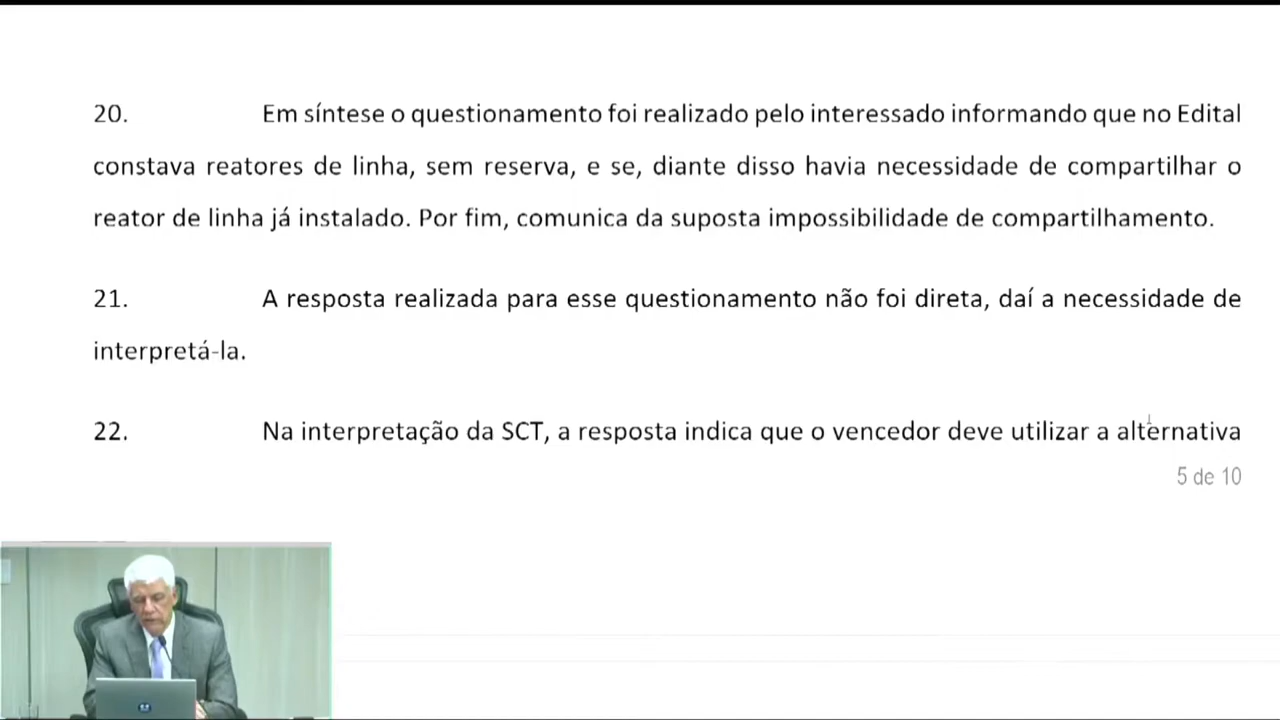 20. Em síntese o questionamento foi realizado pelo interessado informando que no Edital
constava reatores de linha, sem reserva, e se, diante disso havia necessidade de compartilhar o
reator de linha já instalado. Por fim, comunica da suposta impossibilidade de compartilhamento.
21. A resposta realizada para esse questionamento não foi direta, daí a necessidade de
interpretá-la.
22. Na interpretação da SCT, a resposta indica que o vencedor deve utilizar a alternativa
5 de 10